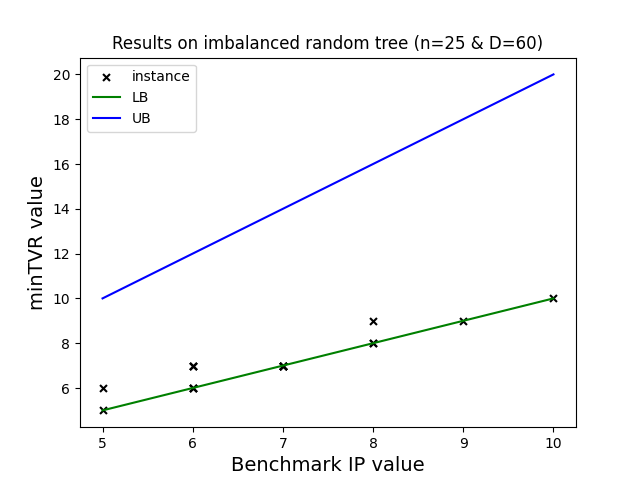 Results on imbalanced random tree (n=25 & D=60)
instance
LB
UB
20
18
16
14
12
10
8
6
minTVR value
5 6 7 8 9 10
Benchmark IP value